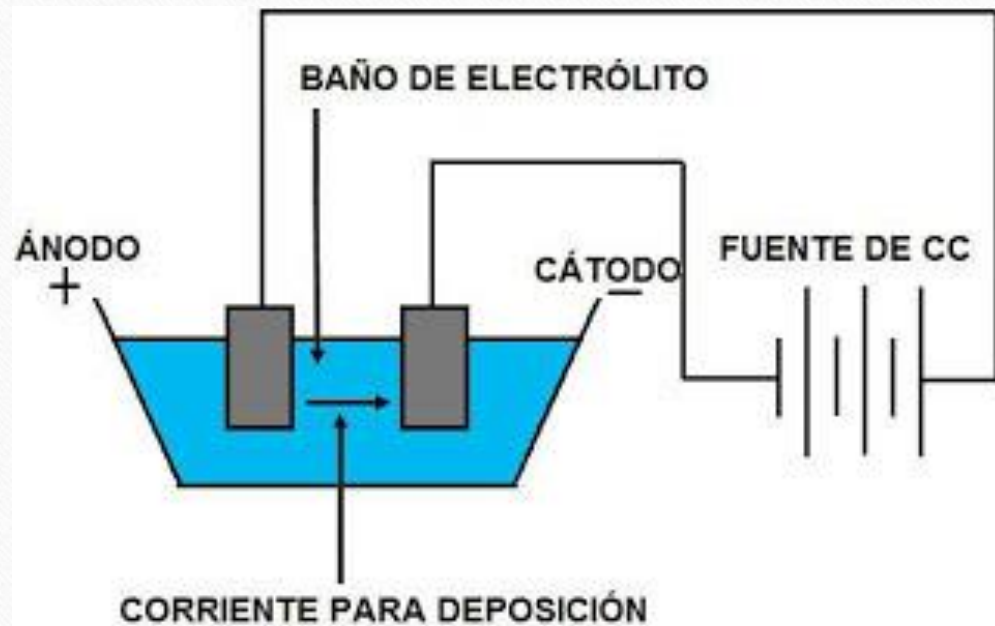 BAÑO DE ELECTRÓLITO
ÁNODO
+
CÁTODO
−
FUENTE DE CC
CORRIENTE PARA DEPOSICIÓN